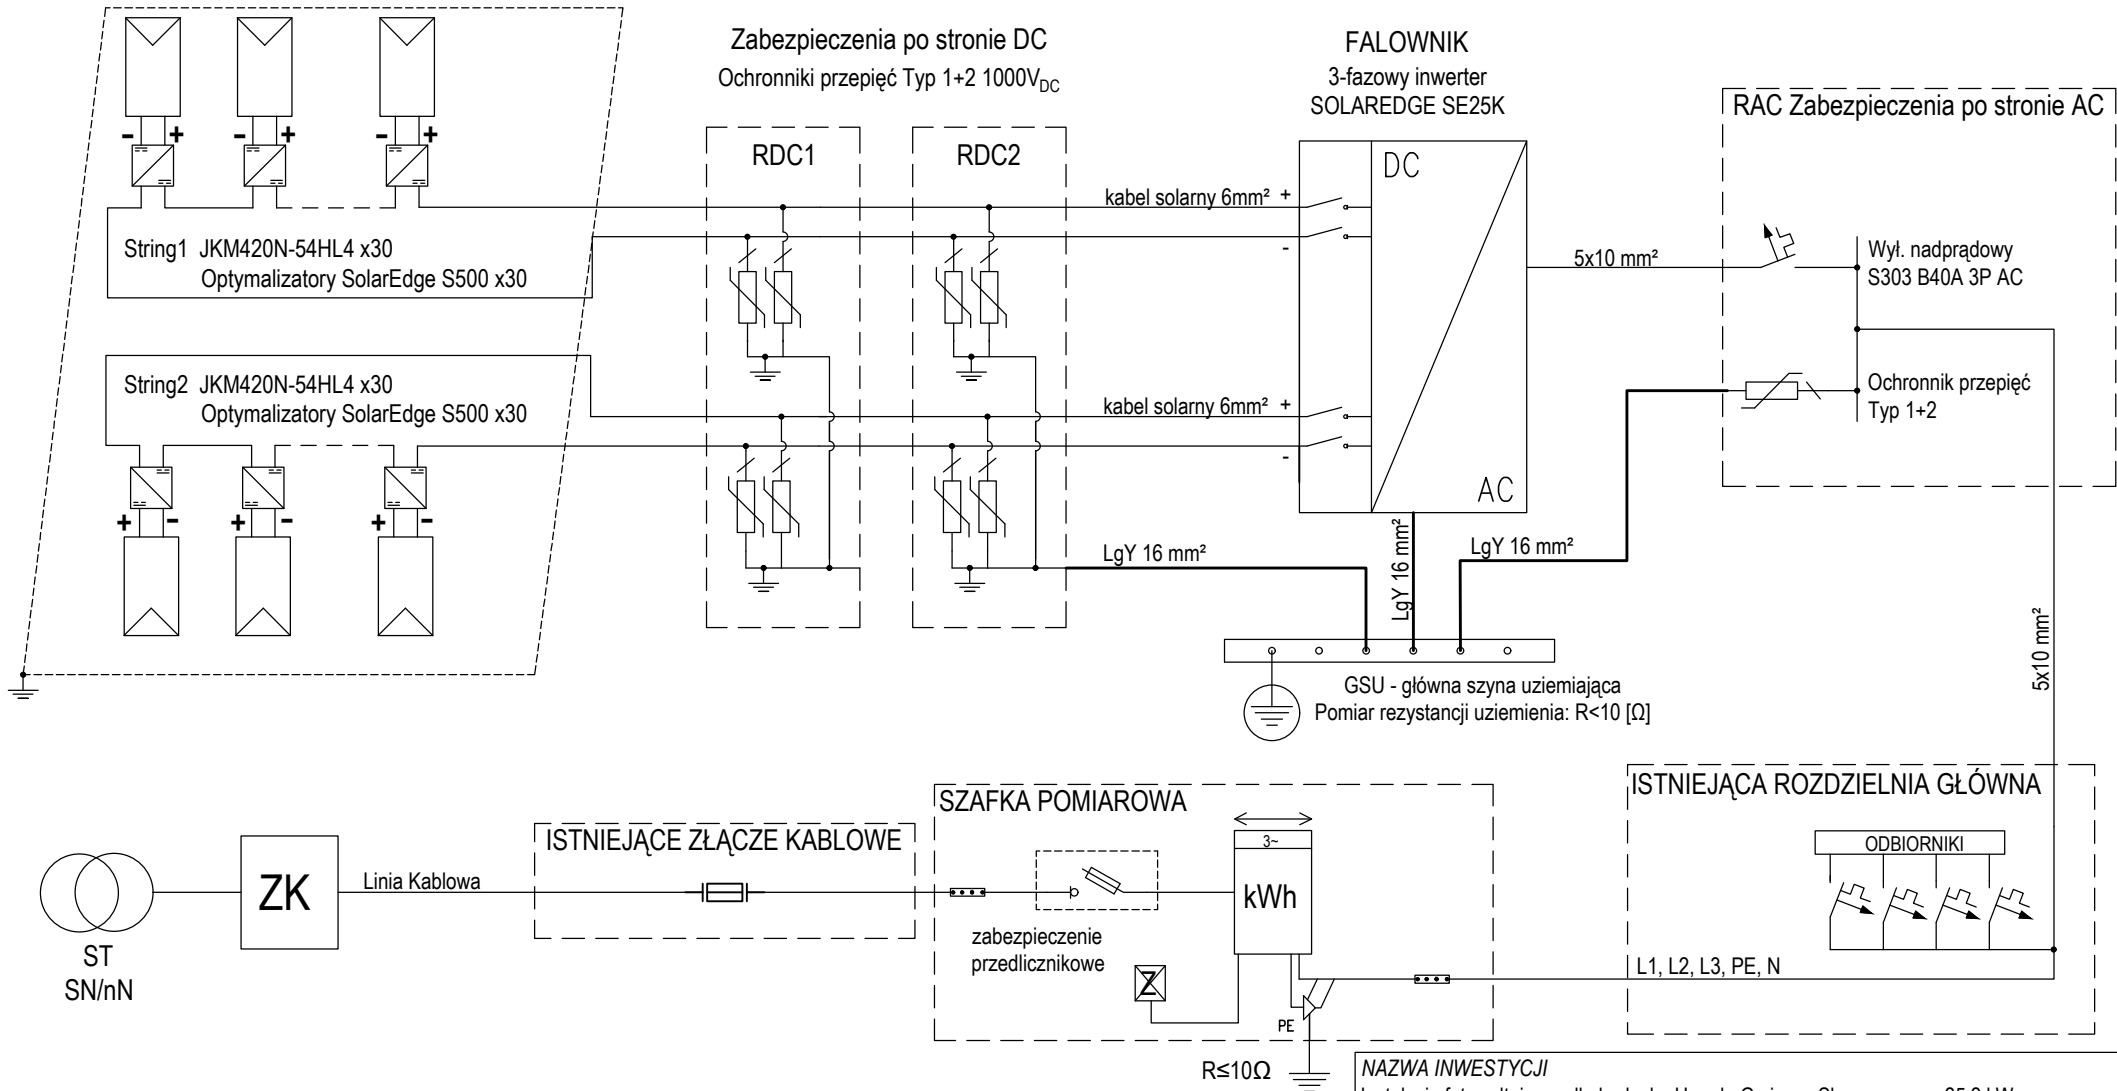 Zabezpieczenia po stronie DC
Ochronniki przepięć Typ 1+2 1000V_DC
FALOWNIK
3-fazowy inwerter
SOLAREDGE SE25K
RAC Zabezpieczenia po stronie AC
- + - + - +
RDC1
RDC2
DC
kabel solarny 6mm² +
-
String1 JKM420N-54HL4 x30
Optymalizatory SolarEdge S500 x30
5x10 mm²
Wył. nadprądowy
S303 B40A 3P AC
String2 JKM420N-54HL4 x30
Optymalizatory SolarEdge S500 x30
kabel solarny 6mm² +
-
Ochronnik przepięć
Typ 1+2
AC
+ - + - + -
LgY 16 mm²
LgY 16 mm²
LgY 16 mm²
5x10 mm²
GSU - główna szyna uziemiająca
Pomiar rezystancji uziemienia: R<10 [Ω]
ISTNIEJĄCA ROZDZIELNIA GŁÓWNA
SZAFKA POMIAROWA
ISTNIEJĄCE ZŁĄCZE KABLOWE
3~
ODBIORNIKI
ZK
Linia Kablowa
kWh
zabezpieczenie
przedlicznikowe
ST
SN/nN
Z
L1, L2, L3, PE, N
PE
R≤10Ω
NAZWA INWESTYCJI